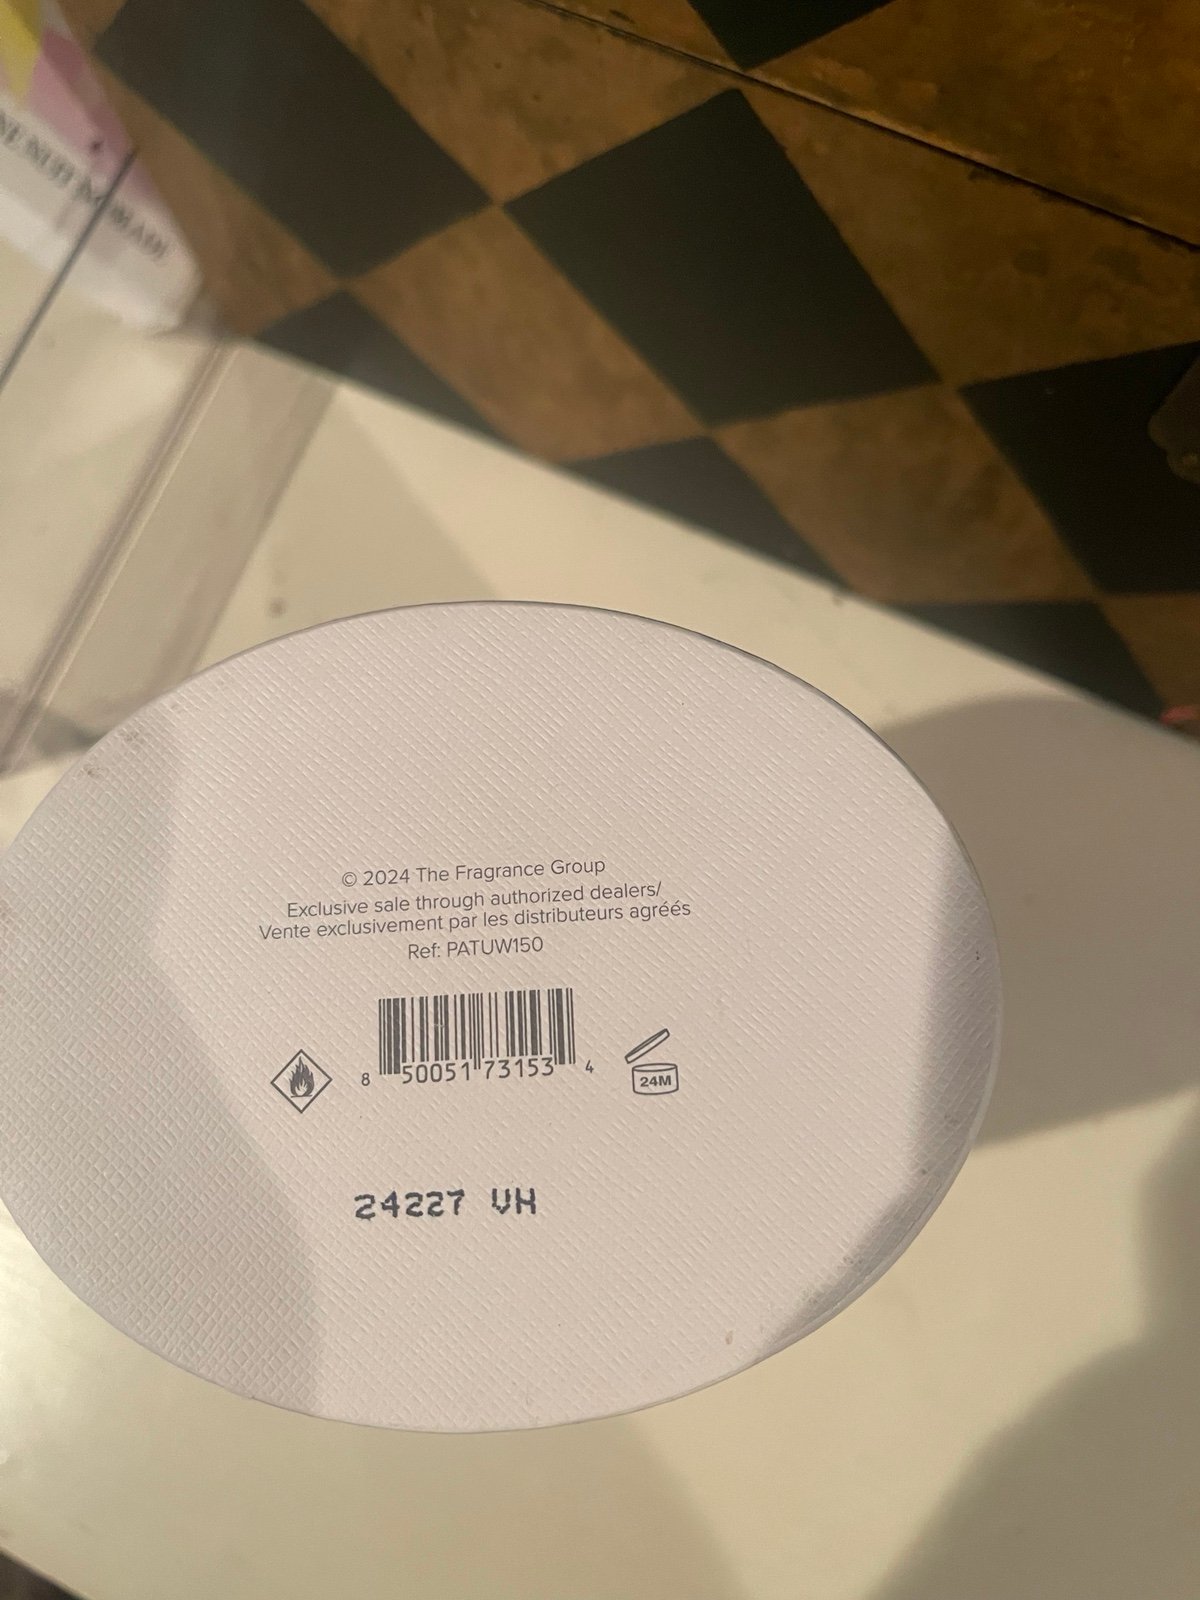 © 2024 The Fragrance Group
Exclusive sale through authorized dealers/
Vente exclusivement par les distributeurs agréés
Ref: PATUW150
8 50051 73153 4
24M
24227 VH